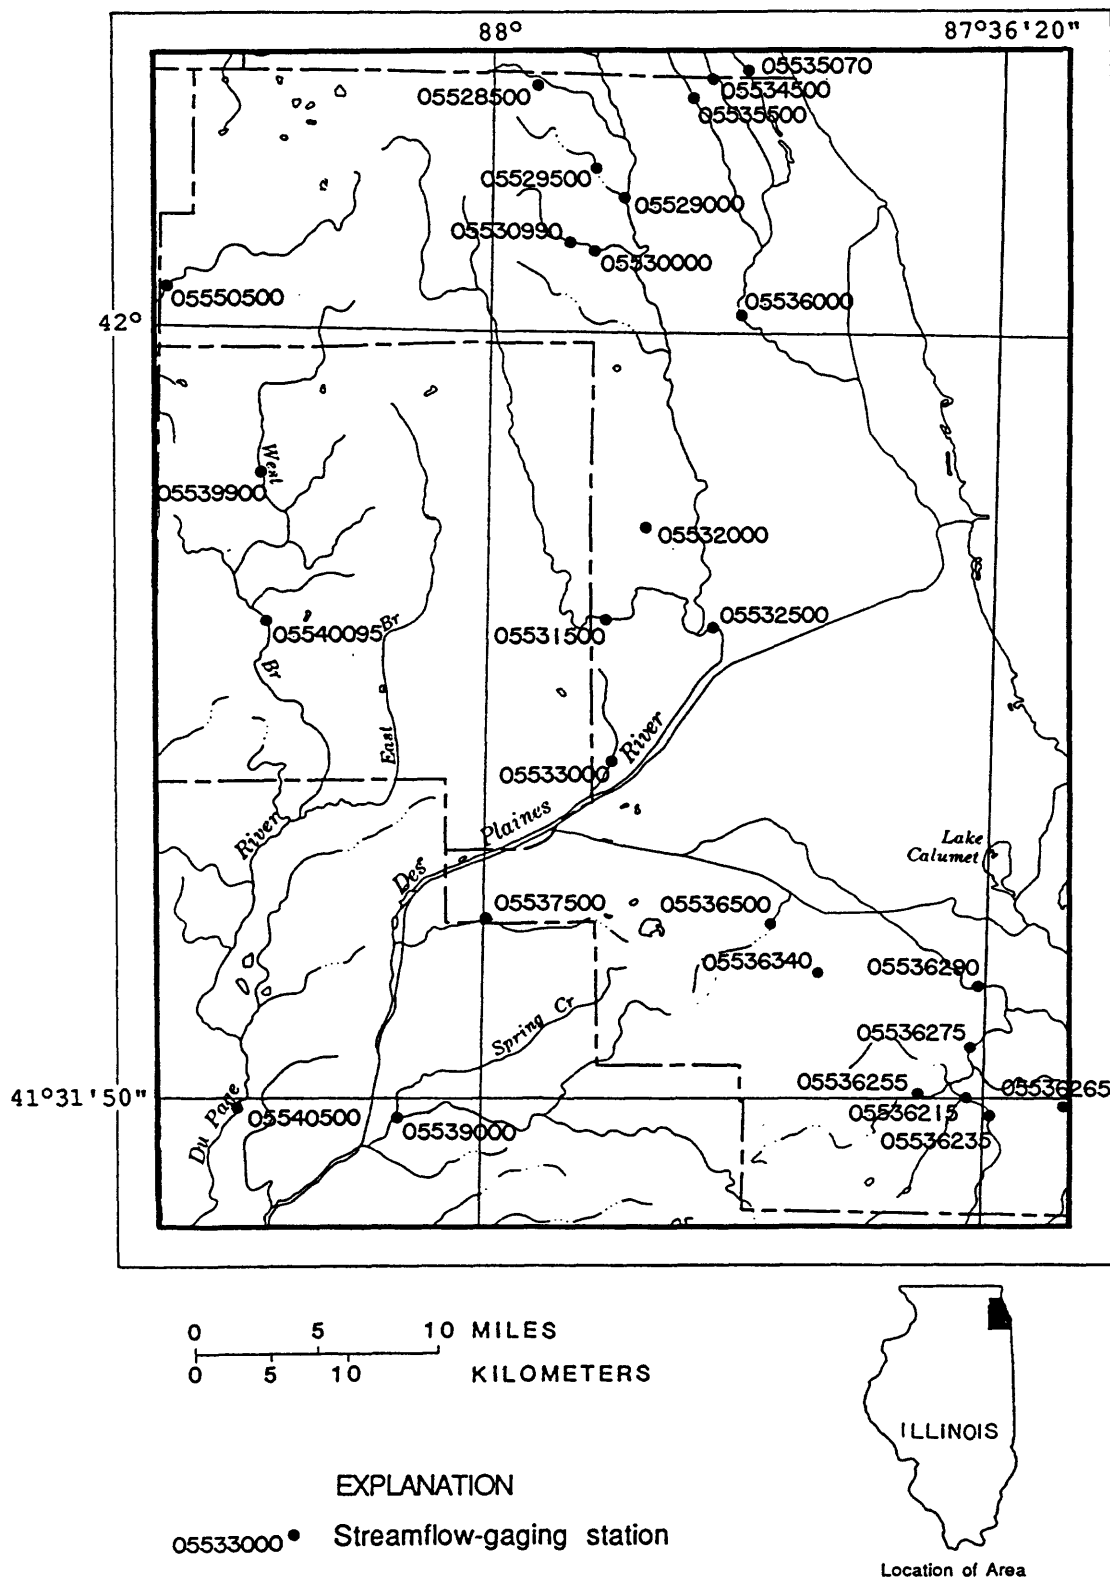 88°
87°36'20"
05535070
05528500
05534500
05535500
05529500
05529000
05530990
05530000
05550500
05536000
42°
West
05539900
05532000
05540095
Br
05531500
05532500
Br
East
River
05533000
Plaines
River
Lake
Calumet
Des
05537500
05536500
05536340
05536290
Spring Cr
05536275
05536255
05536265
41°31'50"
Du Page
05540500
05539000
05536215
05536235
0 5 10 MILES
0 5 10 KILOMETERS
ILLINOIS
EXPLANATION
05533000 Streamflow-gaging station
Location of Area